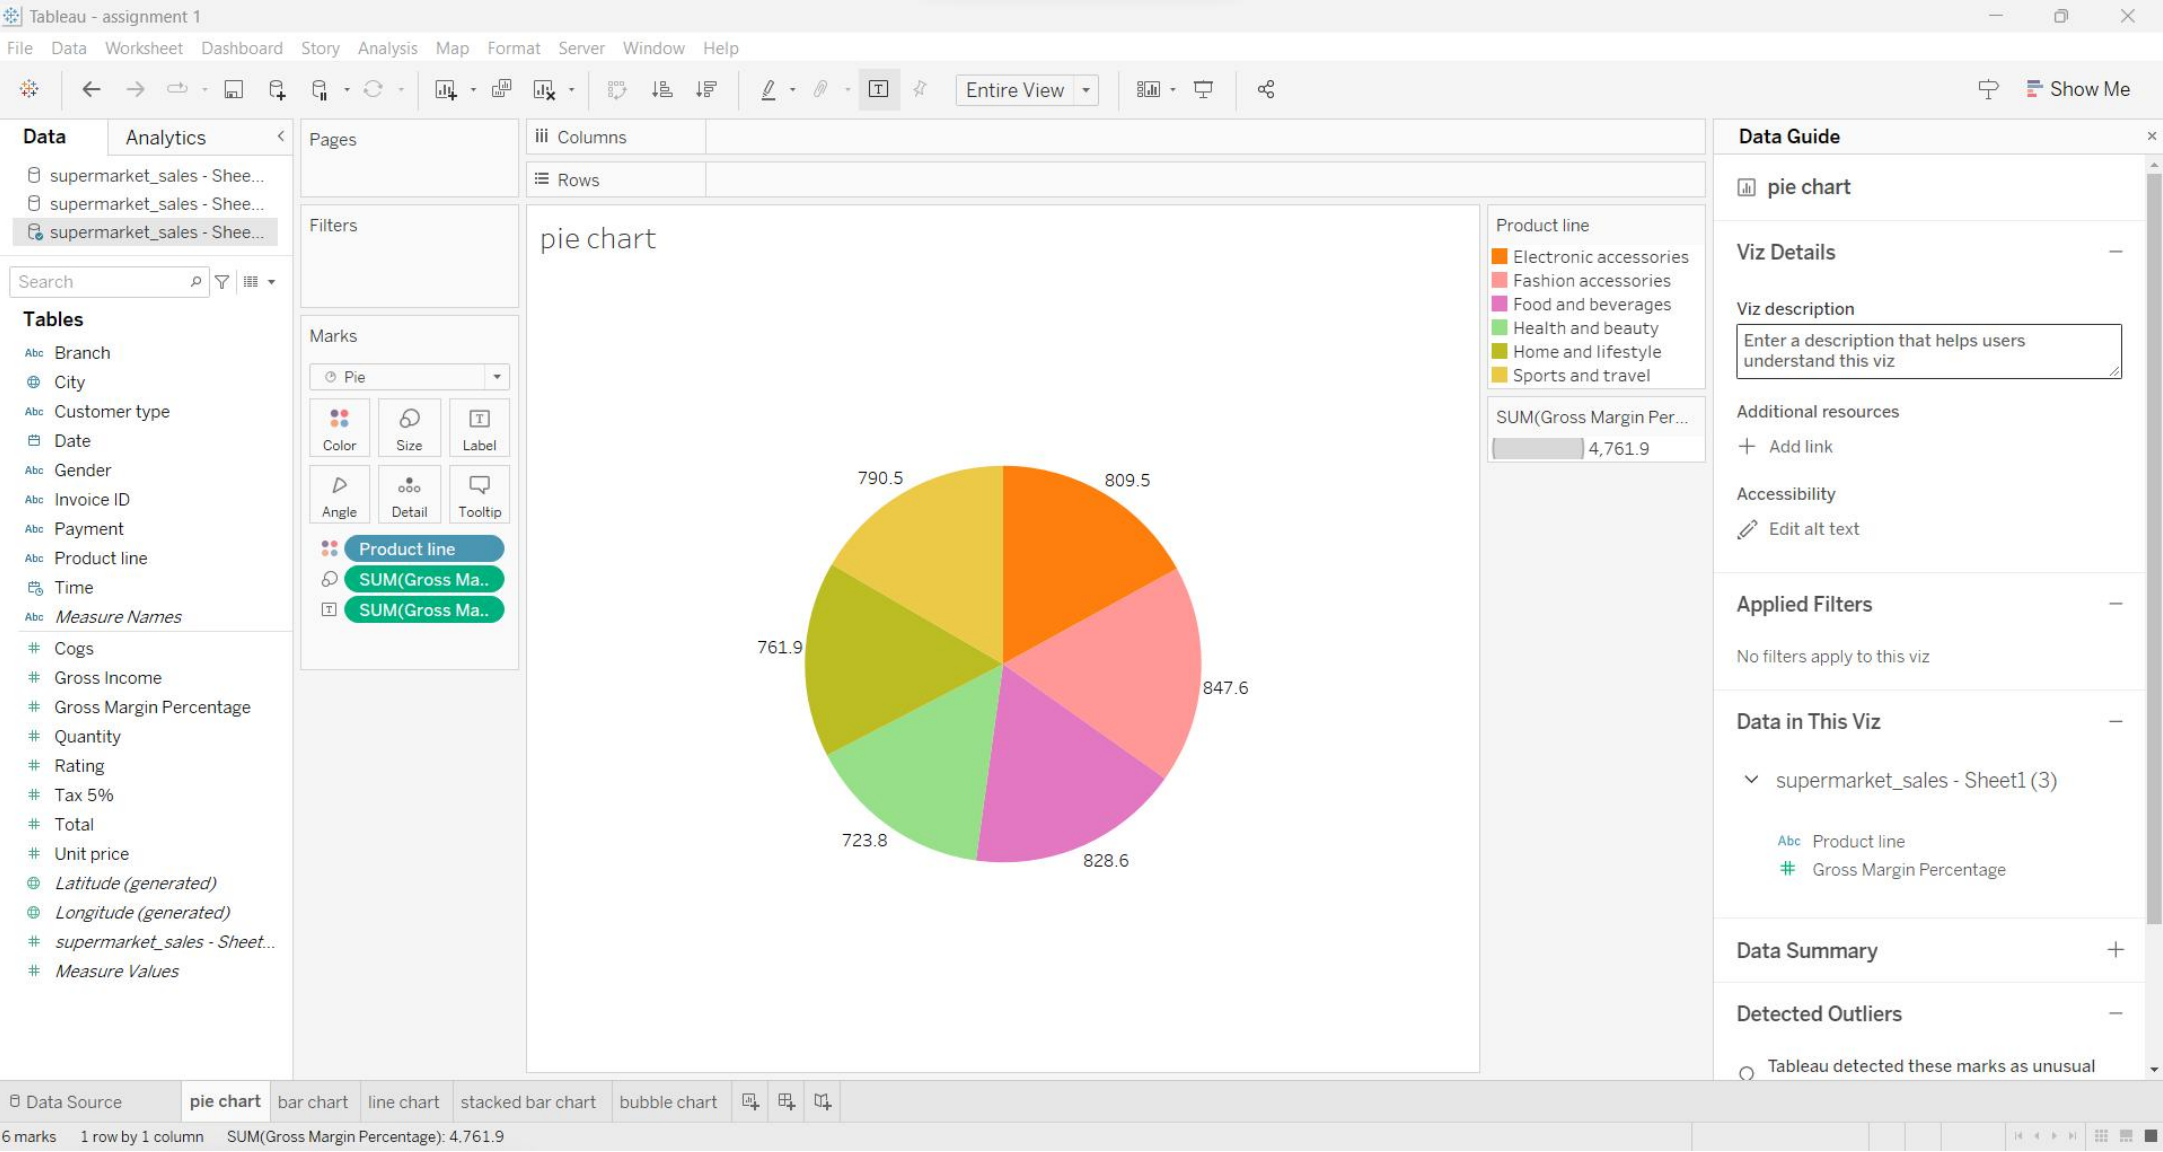 Tableau - assignment 1
File Data Worksheet Dashboard Story Analysis Map Format Server Window Help
Entire View
Show Me
Data
Analytics
supermarket_sales - Shee...
supermarket_sales - Shee...
supermarket_sales - Shee...
Search
Tables
Abc Branch
City
Abc Customer type
Date
Abc Gender
Abc Invoice ID
Abc Payment
Abc Product line
Time
Abc Measure Names
# Cogs
# Gross Income
# Gross Margin Percentage
# Quantity
# Rating
# Tax 5%
# Total
# Unit price
Latitude (generated)
Longitude (generated)
# supermarket_sales - Sheet...
# Measure Values
Pages
Filters
Marks
Pie
Color Size Label
Angle Detail Tooltip
Product line
SUM(Gross Ma..
SUM(Gross Ma..
Columns
Rows
pie chart
790.5
809.5
761.9
847.6
723.8
828.6
Product line
Electronic accessories
Fashion accessories
Food and beverages
Health and beauty
Home and lifestyle
Sports and travel
SUM(Gross Margin Per...
4,761.9
Data Guide
pie chart
Viz Details
Viz description
Enter a description that helps users
understand this viz
Additional resources
Add link
Accessibility
Edit alt text
Applied Filters
No filters apply to this viz
Data in This Viz
supermarket_sales - Sheet1 (3)
Abc Product line
# Gross Margin Percentage
Data Summary
Detected Outliers
Tableau detected these marks as unusual
Data Source
pie chart
bar chart
line chart
stacked bar chart
bubble chart
6 marks 1 row by 1 column SUM(Gross Margin Percentage): 4,761.9